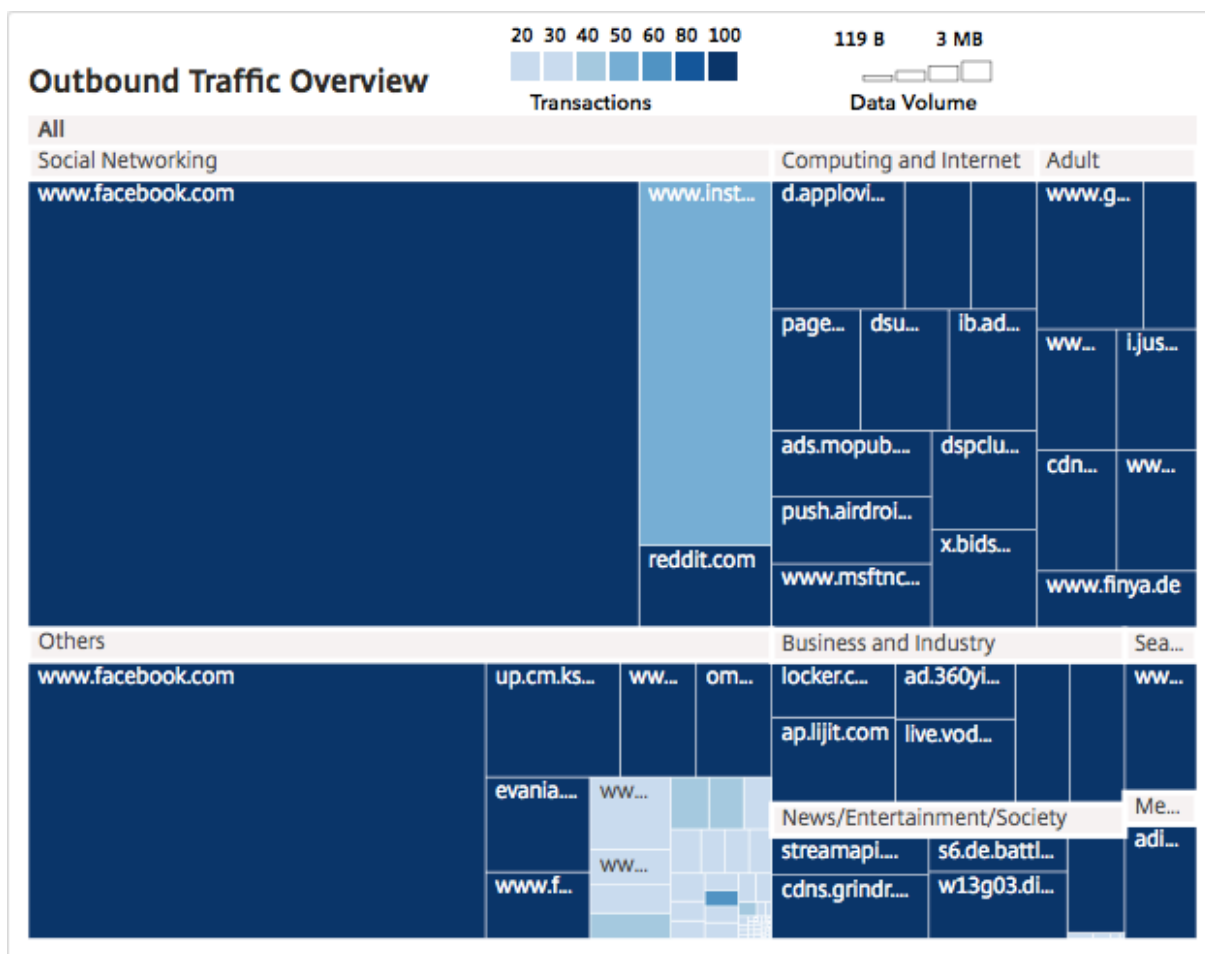 20 30 40 50 60 80 100
119 B 3 MB
Outbound Traffic Overview
Transactions
Data Volume
All
Social Networking
Computing and Internet
Adult
www.facebook.com
www.inst...
d.applovi...
www.g...
page...
dsu...
ib.ad...
ww...
i.jus...
ads.mopub....
dspclu...
cdn...
ww...
push.airdroi...
x.bids...
reddit.com
www.msftnc...
www.finya.de
Others
Business and Industry
Sea...
www.facebook.com
up.cm.ks...
ww...
om...
locker.c...
ad.360yi...
ww...
ap.lijit.com
live.vod...
evania....
ww...
News/Entertainment/Society
Me...
streamapi....
s6.de.battl...
adi...
ww...
www.f...
cdns.grindr....
w13g03.di...